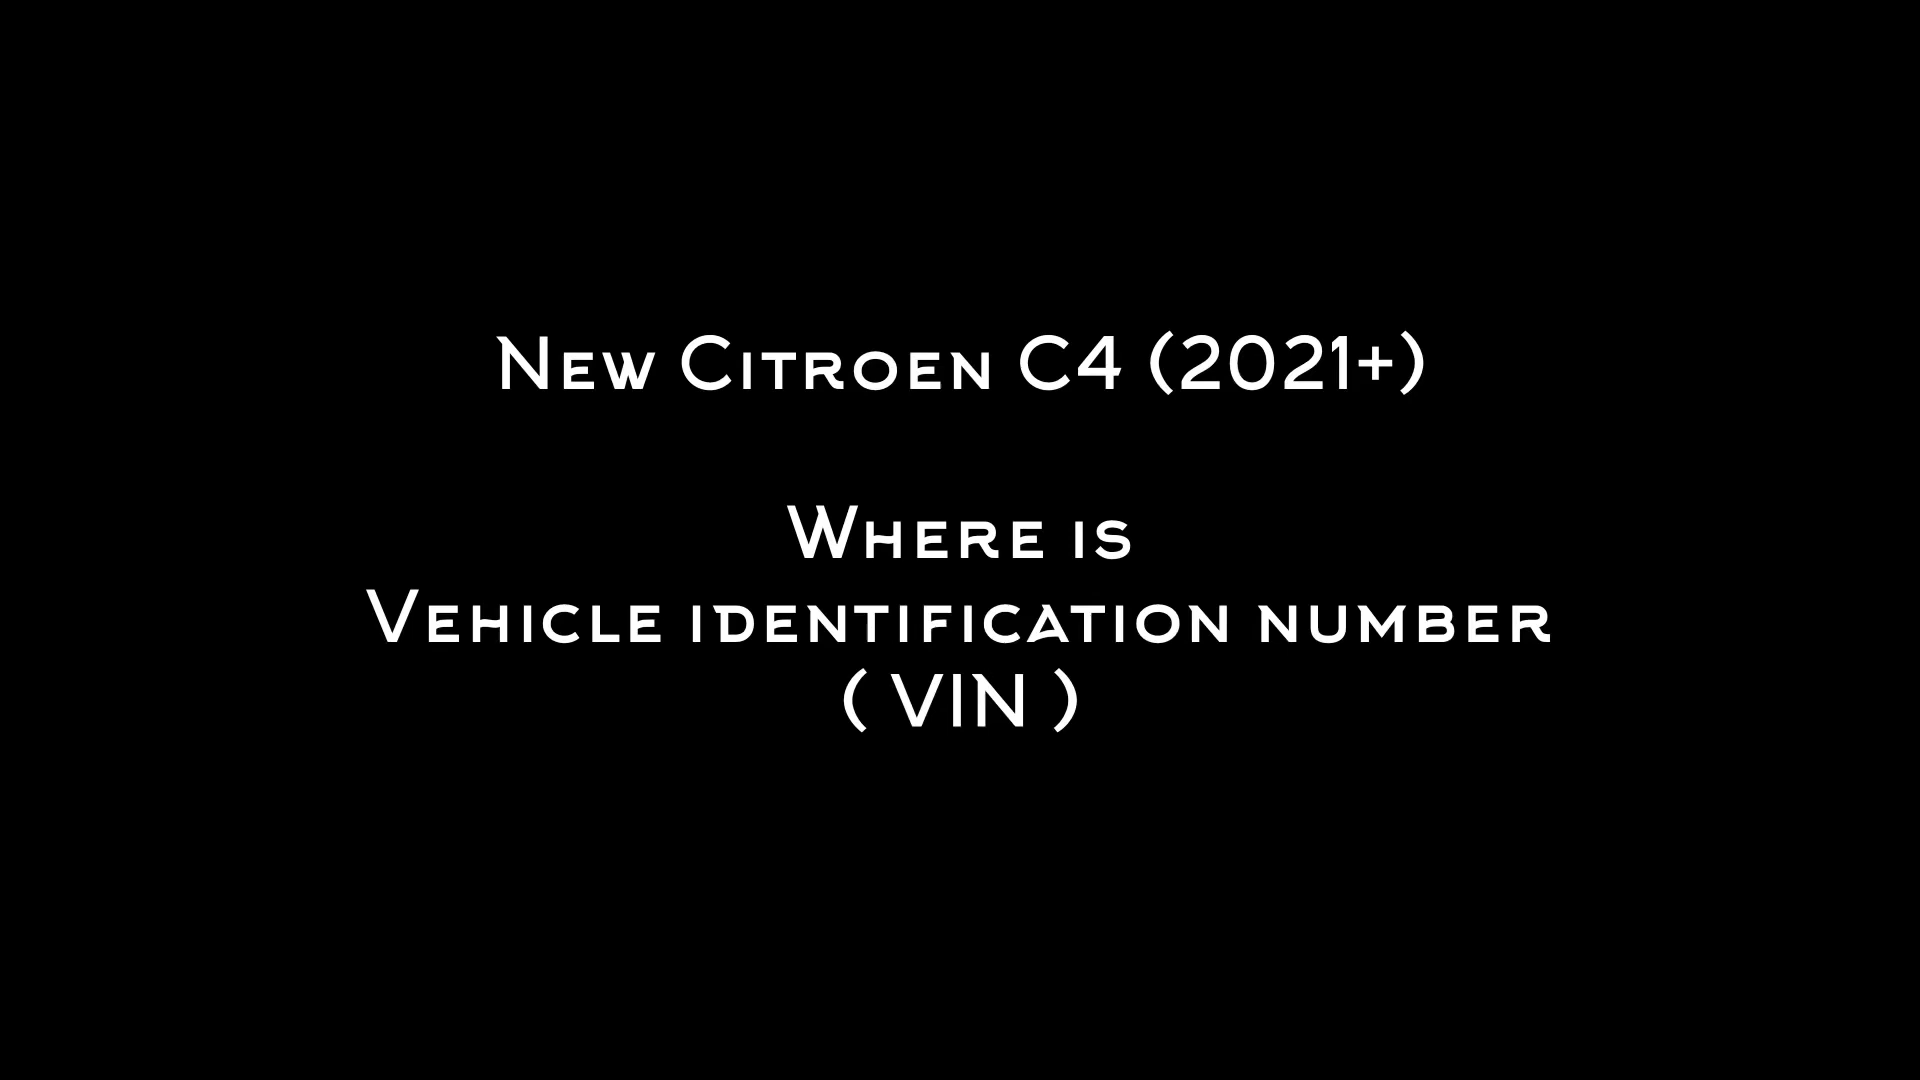 New Citroen C4 (2021+)
Where is
Vehicle identification number
( VIN )